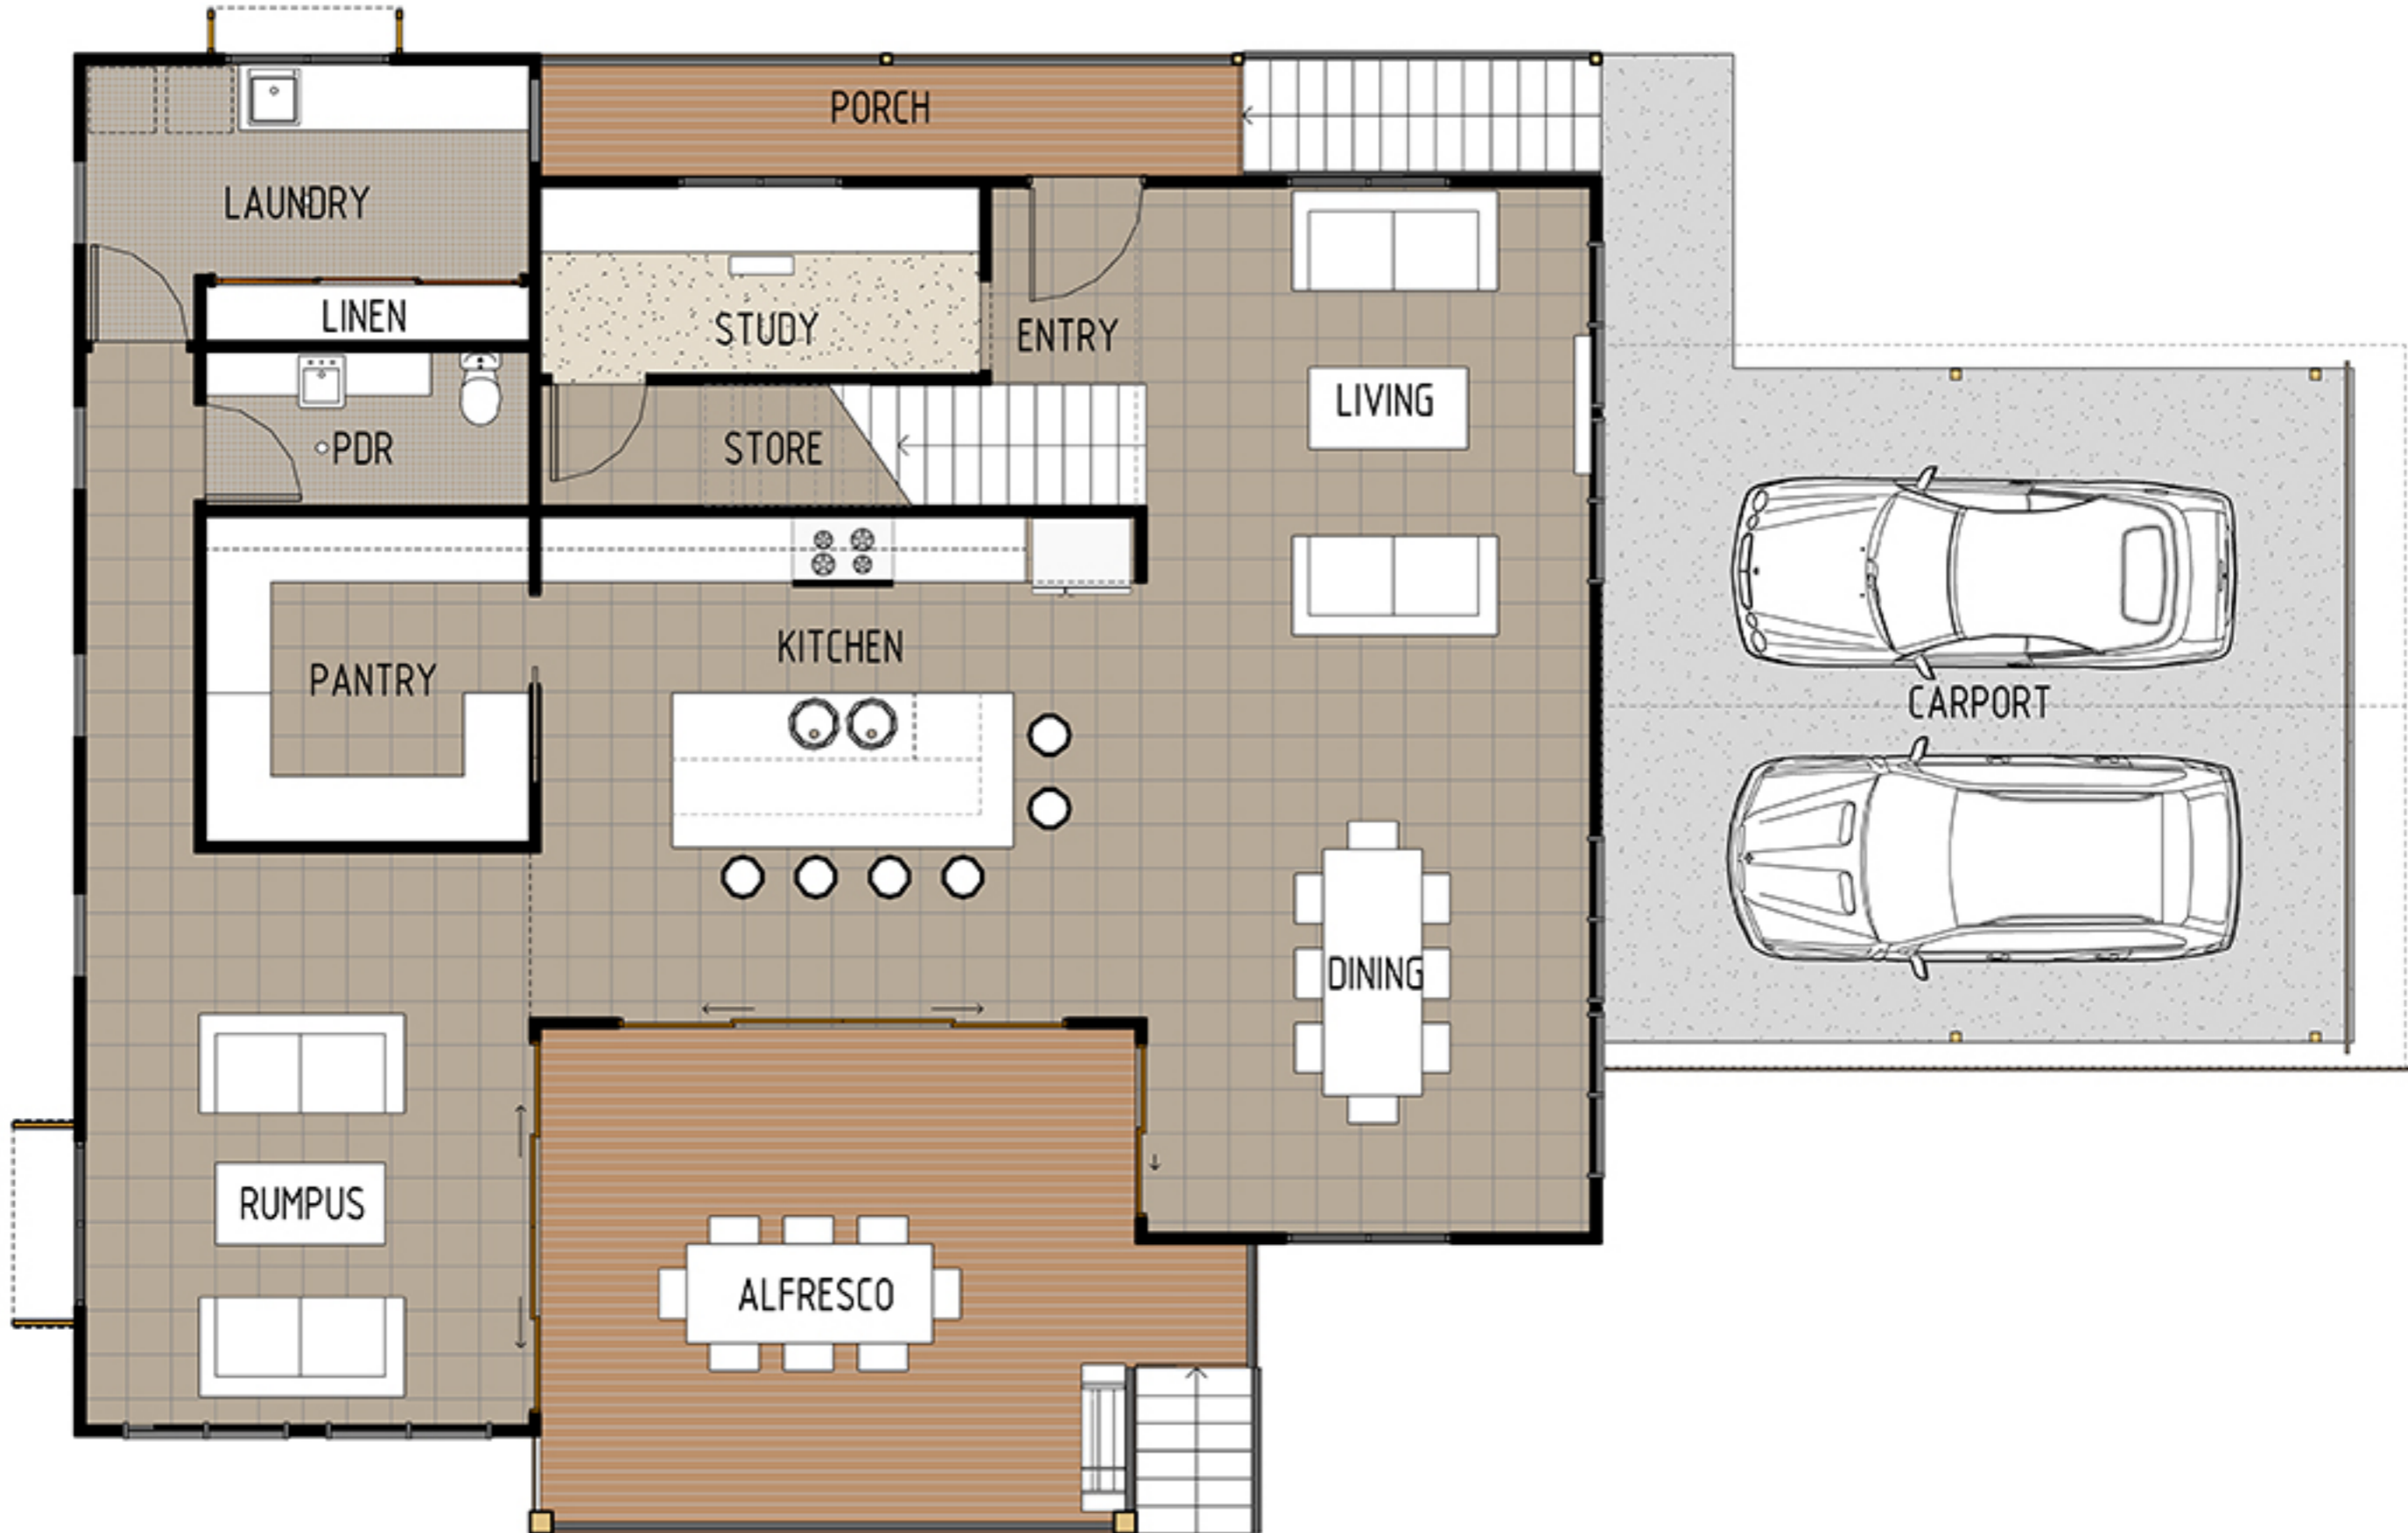 PORCH
LAUNDRY
LINEN
STUDY
ENTRY
LIVING
PDR
STORE
KITCHEN
PANTRY
CARPORT
DINING
RUMPUS
ALFRESCO